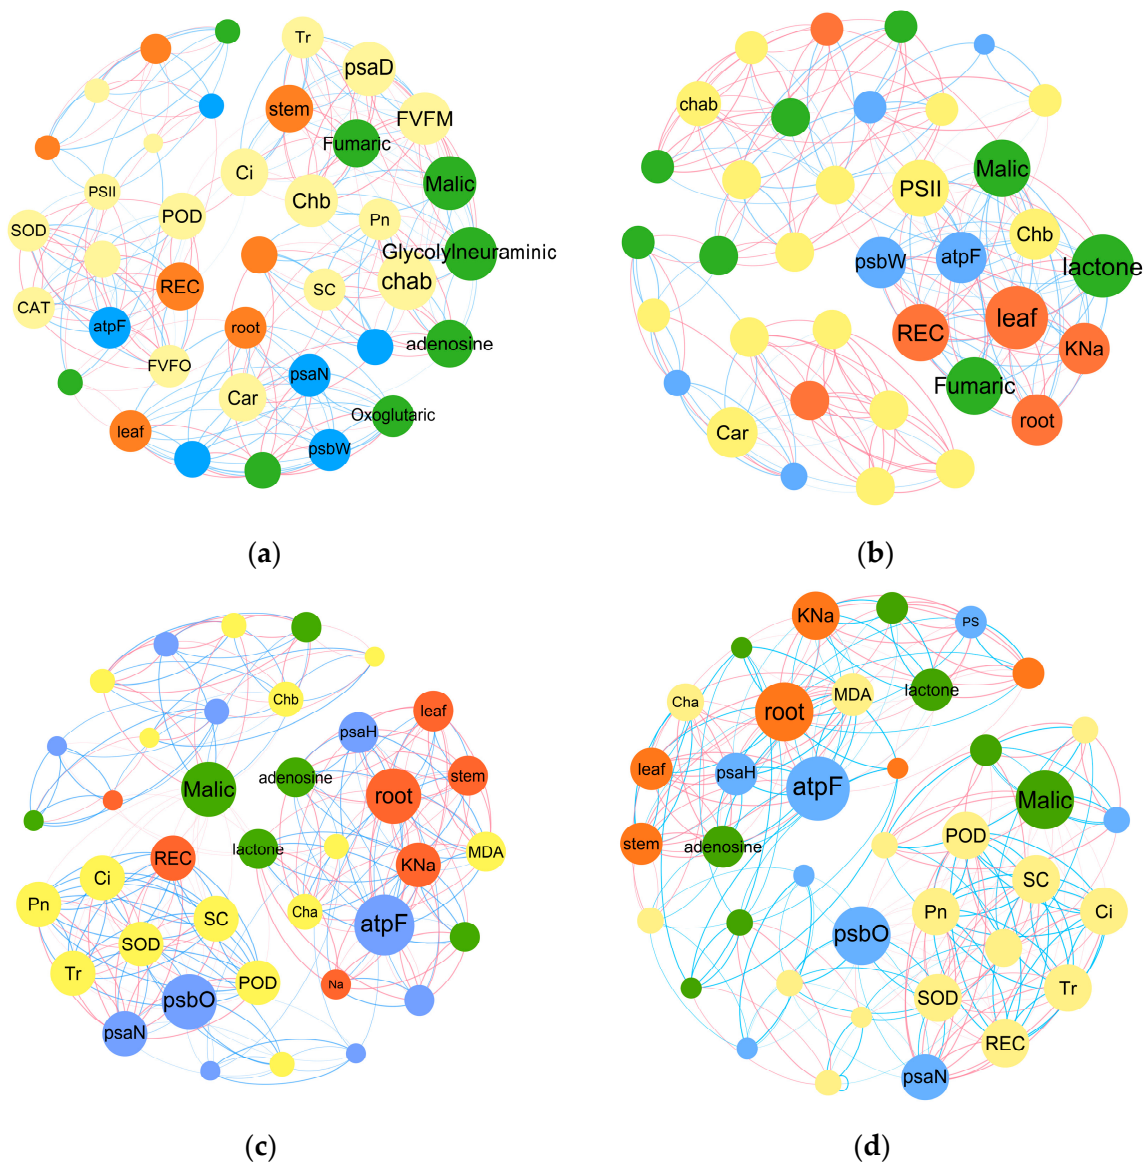 Tr
psaD
stem
FVFM
Fumaric
Ci
Malic
PSII
Chb
POD
Pn
SOD
Glycolylneuraminic
chab
REC
SC
CAT
atpF
root
adenosine
FVFO
psaN
Car
Oxoglutaric
leaf
psbW
(a)
chab
Malic
PSII
Chb
psbW
atpF
lactone
leaf
REC
KNa
Fumaric
root
Car
(b)
Chb
leaf
psaH
adenosine
stem
Malic
root
lactone
MDA
REC
KNa
Ci
Pn
SC
Cha
atpF
SOD
Tr
POD
Na
psbO
psaN
(c)
KNa
PS
lactone
MDA
Cha
root
leaf
psaH
atpF
Malic
stem
adenosine
POD
SC
Pn
Ci
psbO
SOD
Tr
REC
psaN
(d)